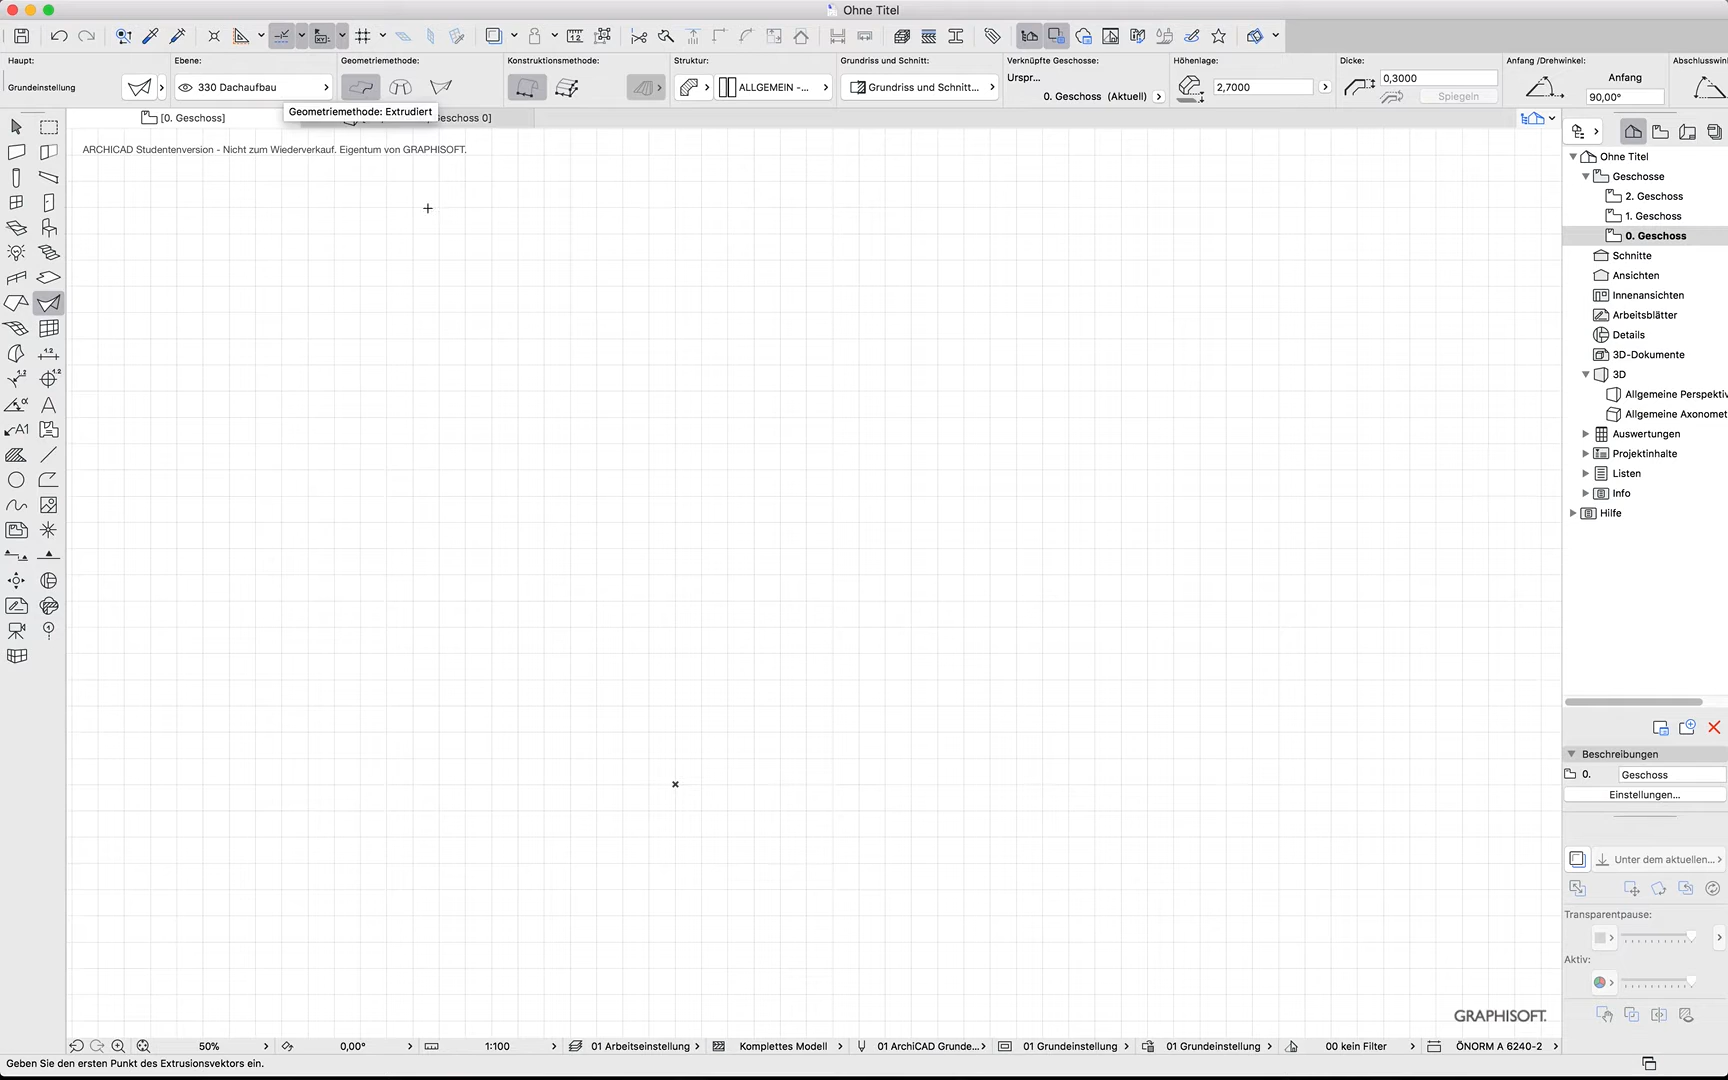 Ohne Titel
Haupt:
Ebene:
Geometriemethode:
Konstruktionsmethode:
Struktur:
Grundriss und Schnitt:
Verknüpfte Geschosse:
Höhenlage:
Dicke:
Anfang /Drehwinkel:
Abschlusswin
Grundeinstellung
330 Dachaufbau
ALLGEMEIN -...
Grundriss und Schnitt...
Urspr...
0. Geschoss (Aktuell)
2,7000
0,3000
Spiegeln
Anfang
90,00°
[0. Geschoss]
Geometriemethode: Extrudiert
eschoss 0]
ARCHICAD Studentenversion - Nicht zum Wiederverkauf. Eigentum von GRAPHISOFT.
Ohne Titel
Geschosse
2. Geschoss
1. Geschoss
0. Geschoss
Schnitte
Ansichten
Innenansichten
Arbeitsblätter
Details
3D-Dokumente
3D
Allgemeine Perspektiv
Allgemeine Axonomet
Auswertungen
Projektinhalte
Listen
Info
Hilfe
Beschreibungen
0. Geschoss
Einstellungen...
Unter dem aktuellen...
Transparentpause:
Aktiv:
GRAPHISOFT.
50%
0,00°
1:100
01 Arbeitseinstellung
Komplettes Modell
01 ArchiCAD Grunde...
01 Grundeinstellung
01 Grundeinstellung
00 kein Filter
ÖNORM A 6240-2
Geben Sie den ersten Punkt des Extrusionsvektors ein.